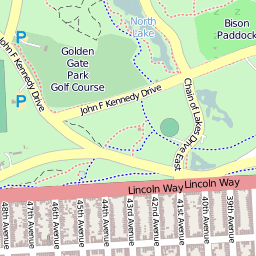 North
Lake
Bison
Paddock
P
John F Kennedy Drive
Golden
Gate
Park
Golf Course
P
John F Kennedy Drive
Chain of Lakes Drive East
Lincoln Way
Lincoln Way
48th Avenue
47th Avenue
46th Avenue
45th Avenue
44th Avenue
43rd Avenue
42nd Avenue
41st Avenue
40th Avenue
39th Avenue